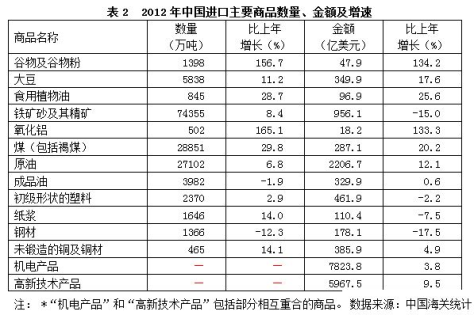 表 2 2012 年中国进口主要商品数量、金额及增速
商品名称 数量（万吨） 比上年增长（%） 金额（亿美元） 比上年增长（%）
谷物及谷物粉 1398 156.7 47.9 134.2
大豆 5838 11.2 349.9 17.6
食用植物油 845 28.7 96.9 25.6
铁矿砂及其精矿 74355 8.4 956.1 -15.0
氧化铝 502 165.1 18.2 133.3
煤（包括褐煤） 28851 29.8 287.1 20.2
原油 27102 6.8 2206.7 12.1
成品油 3982 -1.9 329.9 0.6
初级形状的塑料 2370 2.9 461.9 -2.2
纸浆 1646 14.0 110.4 -7.5
钢材 1366 -12.3 178.1 -17.5
未锻造的铜及铜材 465 14.1 385.9 4.9
机电产品 — — 7823.8 3.8
高新技术产品 — — 5967.5 9.5
注： *“机电产品”和“高新技术产品”包括部分相互重合的商品。 数据来源：中国海关统计